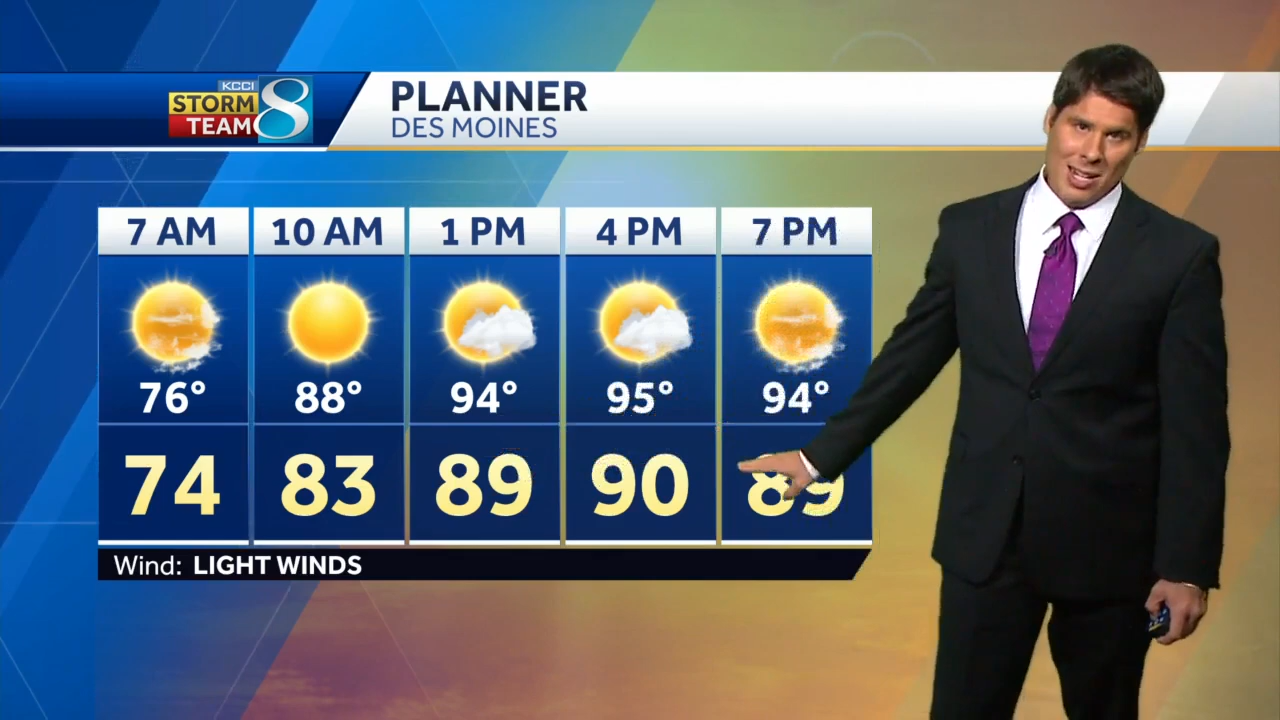 KCCI
STORM
TEAM 8
PLANNER
DES MOINES
7 AM
10 AM
1 PM
4 PM
7 PM
76°
88°
94°
95°
94°
74
83
89
90
89
Wind: LIGHT WINDS